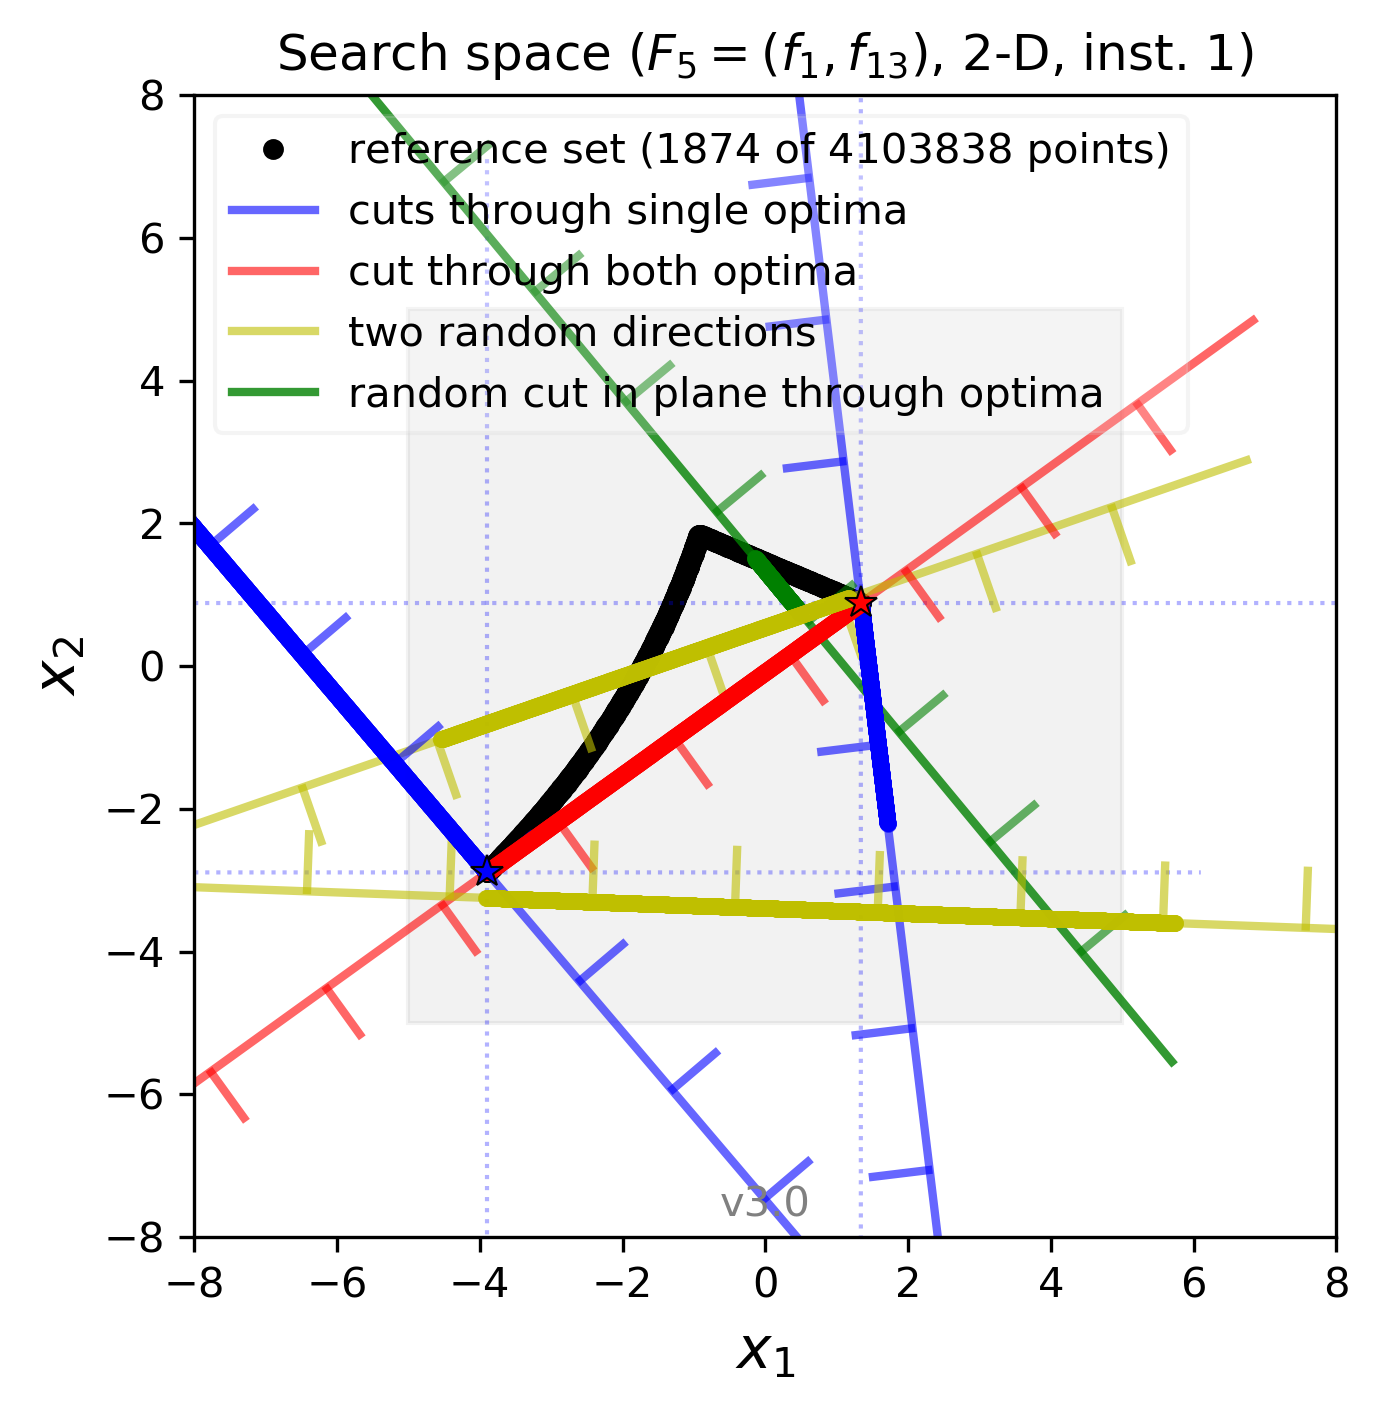 Search space (F₅ = (f₁, f₁₃), 2-D, inst. 1)
reference set (1874 of 4103838 points)
cuts through single optima
cut through both optima
two random directions
random cut in plane through optima
8
6
4
2
0
−2
−4
−6
−8
x₂
v3.0
−8 −6 −4 −2 0 2 4 6 8
x₁